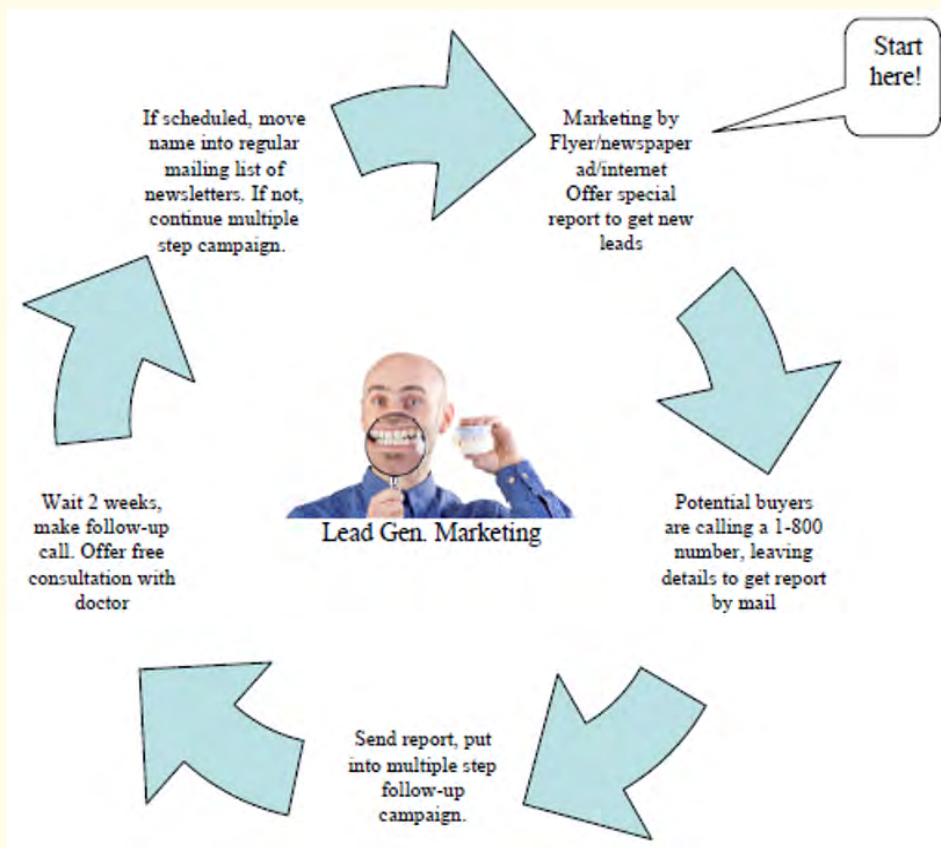 Start
here!
Marketing by
Flyer/newspaper
ad/internet
Offer special
report to get new
leads
Potential buyers
are calling a 1-800
number, leaving
details to get report
by mail
Send report, put
into multiple step
follow-up
campaign.
Wait 2 weeks,
make follow-up
call. Offer free
consultation with
doctor
If scheduled, move
name into regular
mailing list of
newsletters. If not,
continue multiple
step campaign.
Lead Gen. Marketing